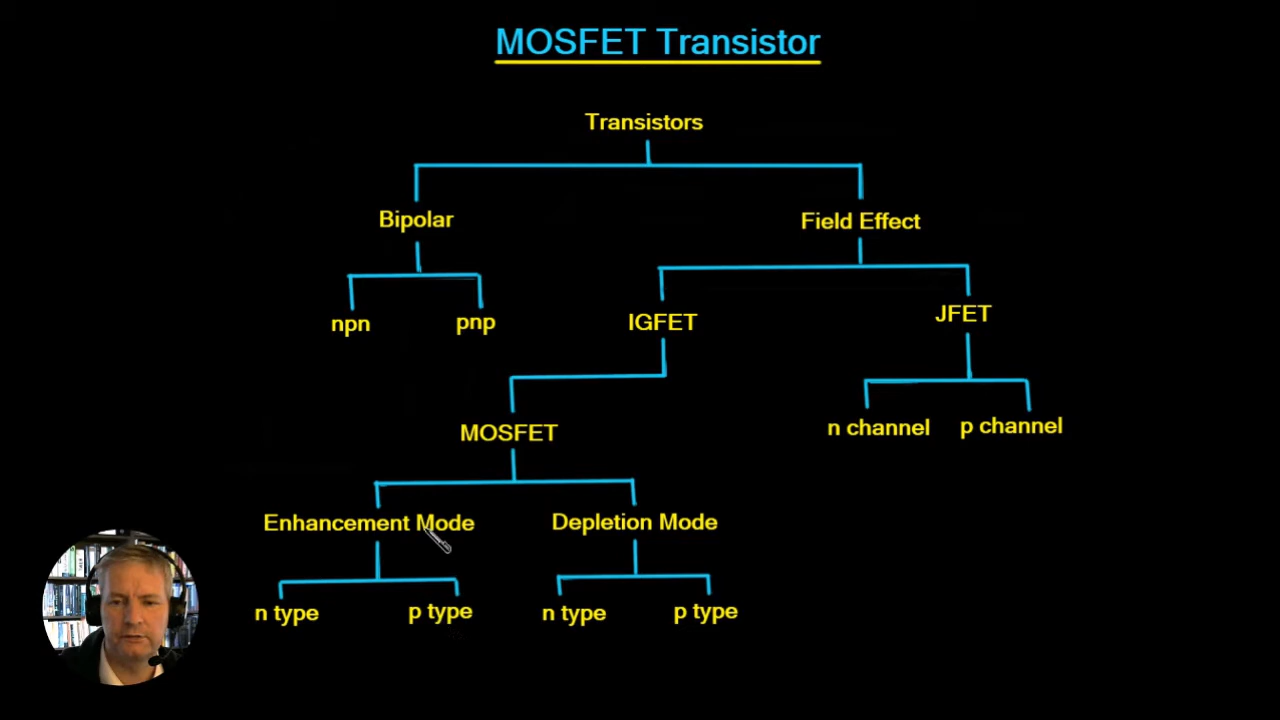 MOSFET Transistor
Transistors
Bipolar
Field Effect
npn
pnp
IGFET
JFET
MOSFET
n channel
p channel
Enhancement Mode
Depletion Mode
n type
p type
n type
p type